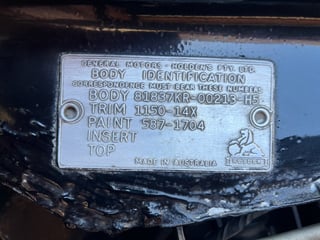 GENERAL MOTORS - HOLDEN'S PTY. LTD.
BODY IDENTIFICATION
CORRESPONDENCE MUST BEAR THESE NUMBERS
BODY 81837KR-00213-H5
TRIM 1150-14X
PAINT 567-1704
INSERT
TOP
HOLDEN
MADE IN AUSTRALIA